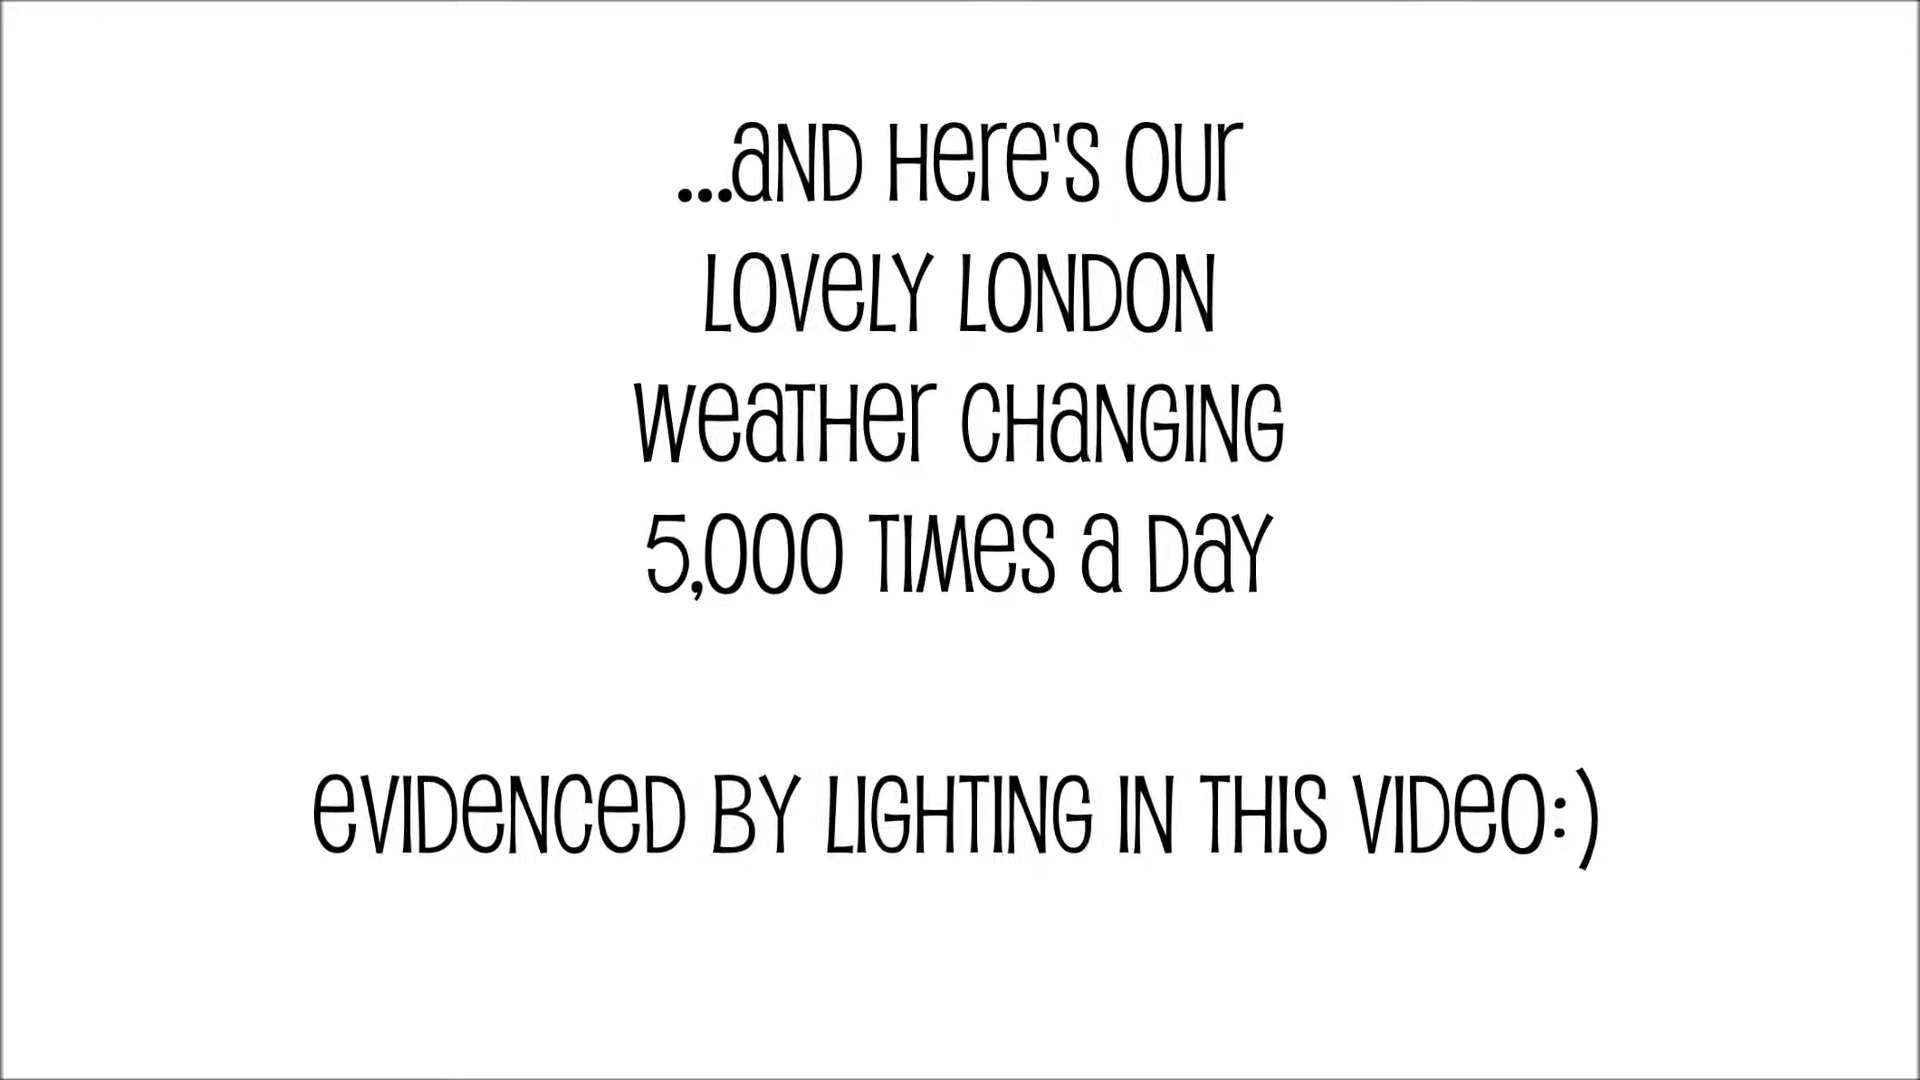 ...and here's our
lovely london
weather changing
5,000 times a day
evidenced by lighting in this video:)